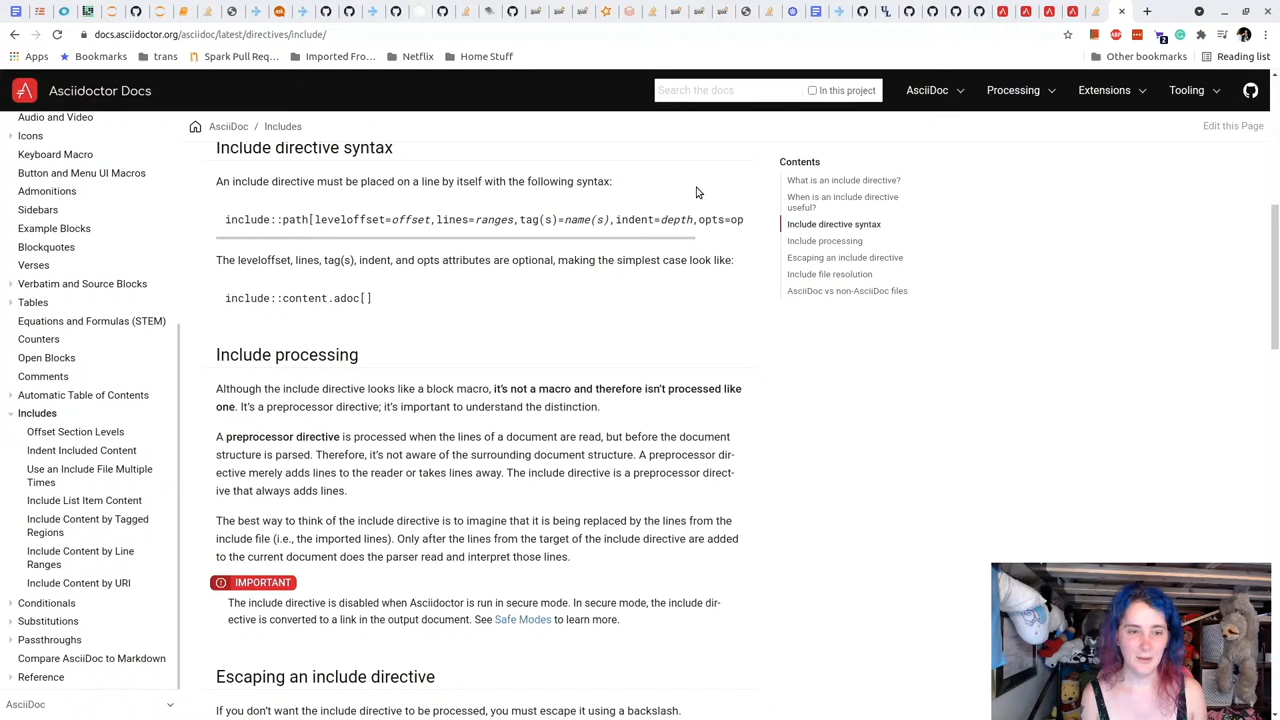 docs.asciidoctor.org/asciidoc/latest/directives/include/
Apps
Bookmarks
trans
Spark Pull Req...
Imported Fro...
Netflix
Home Stuff
Other bookmarks
Reading list
Asciidoctor Docs
Search the docs
In this project
AsciiDoc
Processing
Extensions
Tooling
Audio and Video
Icons
Keyboard Macro
Button and Menu UI Macros
Admonitions
Sidebars
Example Blocks
Blockquotes
Verses
Verbatim and Source Blocks
Tables
Equations and Formulas (STEM)
Counters
Open Blocks
Comments
Automatic Table of Contents
Includes
Offset Section Levels
Indent Included Content
Use an Include File Multiple
Times
Include List Item Content
Include Content by Tagged
Regions
Include Content by Line
Ranges
Include Content by URI
Conditionals
Substitutions
Passthroughs
Compare AsciiDoc to Markdown
Reference
AsciiDoc
AsciiDoc / Includes
Edit this Page
Include directive syntax
An include directive must be placed on a line by itself with the following syntax:
include::path[leveloffset=offset,lines=ranges,tag(s)=name(s),indent=depth,opts=op
The leveloffset, lines, tag(s), indent, and opts attributes are optional, making the simplest case look like:
include::content.adoc[]
Include processing
Although the include directive looks like a block macro, it's not a macro and therefore isn't processed like
one. It's a preprocessor directive; it's important to understand the distinction.
A preprocessor directive is processed when the lines of a document are read, but before the document
structure is parsed. Therefore, it's not aware of the surrounding document structure. A preprocessor dir-
ective merely adds lines to the reader or takes lines away. The include directive is a preprocessor direct-
ive that always adds lines.
The best way to think of the include directive is to imagine that it is being replaced by the lines from the
include file (i.e., the imported lines). Only after the lines from the target of the include directive are added
to the current document does the parser read and interpret those lines.
IMPORTANT
The include directive is disabled when Asciidoctor is run in secure mode. In secure mode, the include dir-
ective is converted to a link in the output document. See Safe Modes to learn more.
Escaping an include directive
If you don't want the include directive to be processed, you must escape it using a backslash.
Contents
What is an include directive?
When is an include directive
useful?
Include directive syntax
Include processing
Escaping an include directive
Include file resolution
AsciiDoc vs non-AsciiDoc files